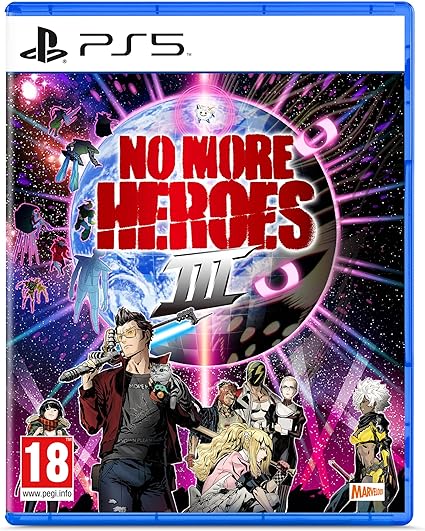 PS5
NO MORE
HEROES
III
18
www.pegi.info
MARVELOUS!